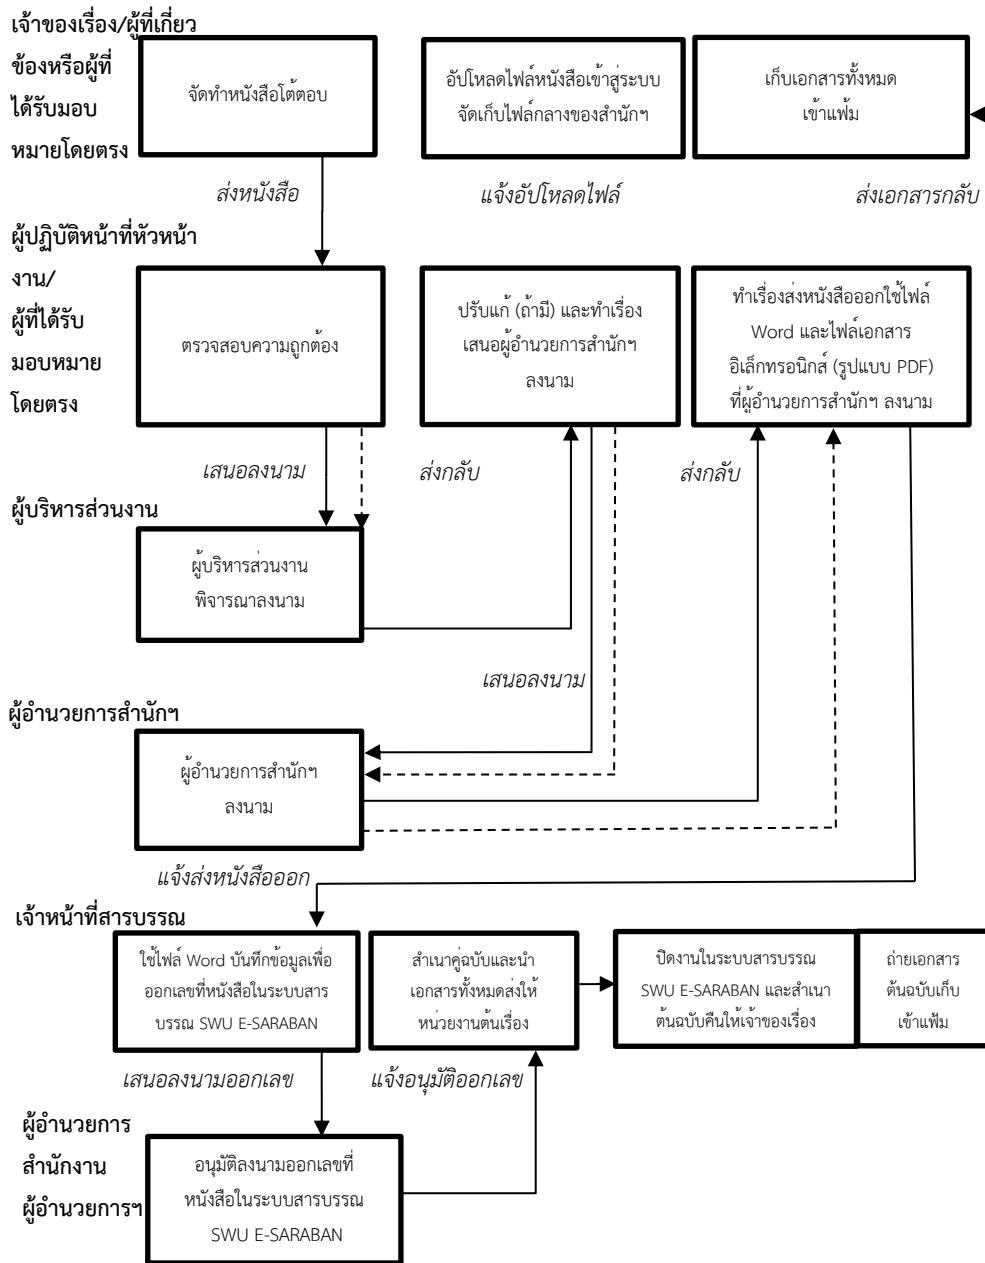 เจ้าของเรื่อง/ผู้ที่เกี่ยว
ข้องหรือผู้ที่
ได้รับมอบ
หมายโดยตรง
จัดทำหนังสือโต้ตอบ
อัปโหลดไฟล์หนังสือเข้าสู่ระบบ
จัดเก็บไฟล์กลางของสำนักฯ
เก็บเอกสารทั้งหมด
เข้าแฟ้ม
ส่งหนังสือ
แจ้งอัปโหลดไฟล์
ส่งเอกสารกลับ
ผู้ปฏิบัติหน้าที่หัวหน้า
งาน/
ผู้ที่ได้รับ
มอบหมาย
โดยตรง
ตรวจสอบความถูกต้อง
ปรับแก้ (ถ้ามี) และทำเรื่อง
เสนอผู้อำนวยการสำนักฯ
ลงนาม
ทำเรื่องส่งหนังสือออกใช้ไฟล์
Word และไฟล์เอกสาร
อิเล็กทรอนิกส์ (รูปแบบ PDF)
ที่ผู้อำนวยการสำนักฯ ลงนาม
เสนอลงนาม
ส่งกลับ
ส่งกลับ
ผู้บริหารส่วนงาน
ผู้บริหารส่วนงาน
พิจารณาลงนาม
เสนอลงนาม
ผู้อำนวยการสำนักฯ
ผู้อำนวยการสำนักฯ
ลงนาม
แจ้งส่งหนังสือออก
เจ้าหน้าที่สารบรรณ
ใช้ไฟล์ Word บันทึกข้อมูลเพื่อ
ออกเลขที่หนังสือในระบบสาร
บรรณ SWU E-SARABAN
สำเนาคู่ฉบับและนำ
เอกสารทั้งหมดส่งให้
หน่วยงานต้นเรื่อง
ปิดงานในระบบสารบรรณ
SWU E-SARABAN และสำเนา
ต้นฉบับคืนให้เจ้าของเรื่อง
ถ่ายเอกสาร
ต้นฉบับเก็บ
เข้าแฟ้ม
เสนอลงนามออกเลข
แจ้งอนุมัติออกเลข
ผู้อำนวยการ
สำนักงาน
ผู้อำนวยการฯ
อนุมัติลงนามออกเลขที่
หนังสือในระบบสารบรรณ
SWU E-SARABAN